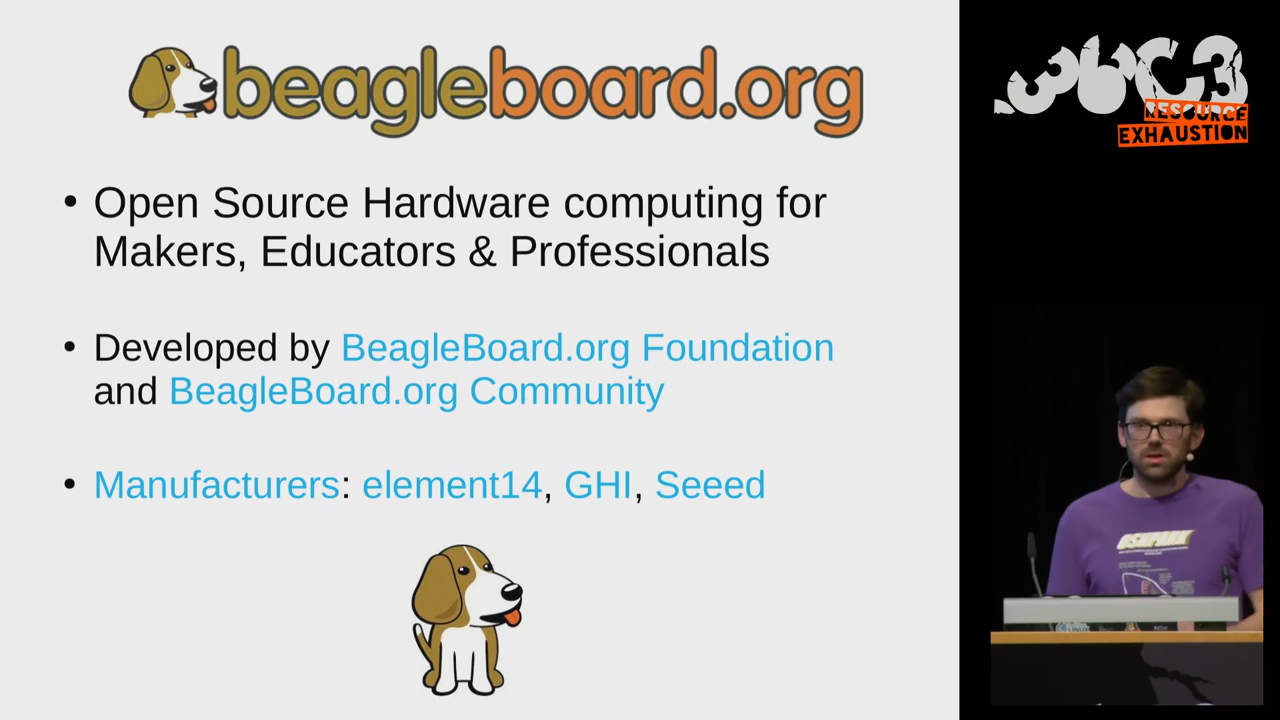 beagleboard.org
• Open Source Hardware computing for
Makers, Educators & Professionals
• Developed by BeagleBoard.org Foundation
and BeagleBoard.org Community
• Manufacturers: element14, GHI, Seeed
36C3
RESOURCE
EXHAUSTION
OSHPARK